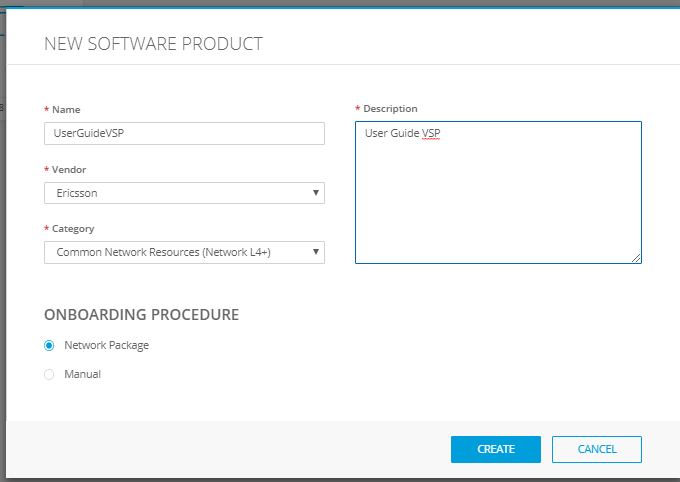 NEW SOFTWARE PRODUCT
* Name
UserGuideVSP
* Vendor
Ericsson
* Category
Common Network Resources (Network L4+)
* Description
User Guide VSP
ONBOARDING PROCEDURE
Network Package
Manual
CREATE
CANCEL